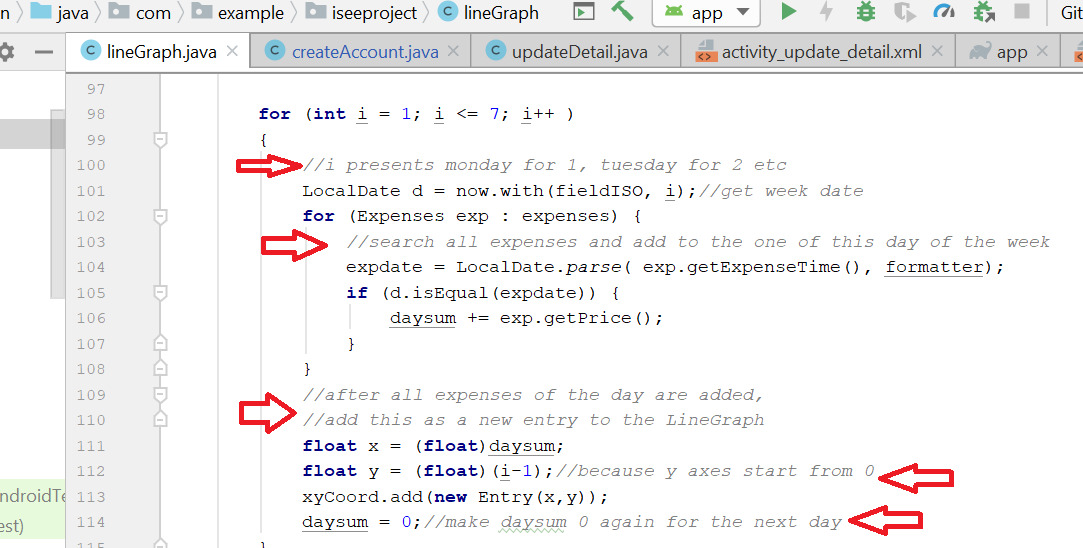 n java com example iseeproject lineGraph app Git
lineGraph.java createAccount.java updateDetail.java activity_update_detail.xml app
97
98 for (int i = 1; i <= 7; i++ )
99 {
100 //i presents monday for 1, tuesday for 2 etc
101 LocalDate d = now.with(fieldISO, i);//get week date
102 for (Expenses exp : expenses) {
103 //search all expenses and add to the one of this day of the week
104 expdate = LocalDate.parse( exp.getExpenseTime(), formatter);
105 if (d.isEqual(expdate)) {
106 daysum += exp.getPrice();
107 }
108 }
109 //after all expenses of the day are added,
110 //add this as a new entry to the LineGraph
111 float x = (float)daysum;
112 float y = (float)(i-1);//because y axes start from 0
113 xyCoord.add(new Entry(x,y));
114 daysum = 0;//make daysum 0 again for the next day
115
ndroidTe
est)